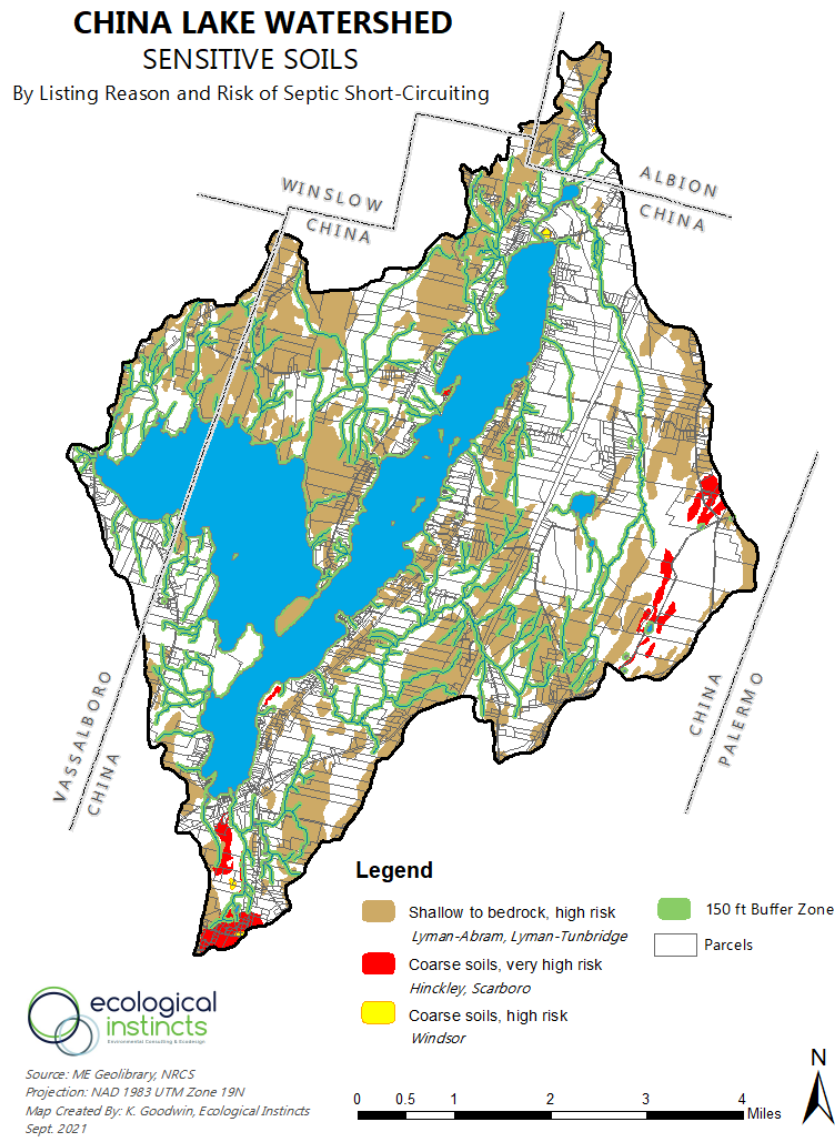 CHINA LAKE WATERSHED
SENSITIVE SOILS
By Listing Reason and Risk of Septic Short-Circuiting
WINSLOW
CHINA
ALBION
CHINA
VASSALBORO
CHINA
CHINA
PALERMO
Legend
Shallow to bedrock, high risk
Lyman-Abram, Lyman-Tunbridge
Coarse soils, very high risk
Hinckley, Scarboro
Coarse soils, high risk
Windsor
150 ft Buffer Zone
Parcels
ecological
instincts
Environmental Consulting & Ecodesign
Source: ME Geolibrary, NRCS
Projection: NAD 1983 UTM Zone 19N
Map Created By: K. Goodwin, Ecological Instincts
Sept. 2021
0 0.5 1 2 3 4
Miles
N